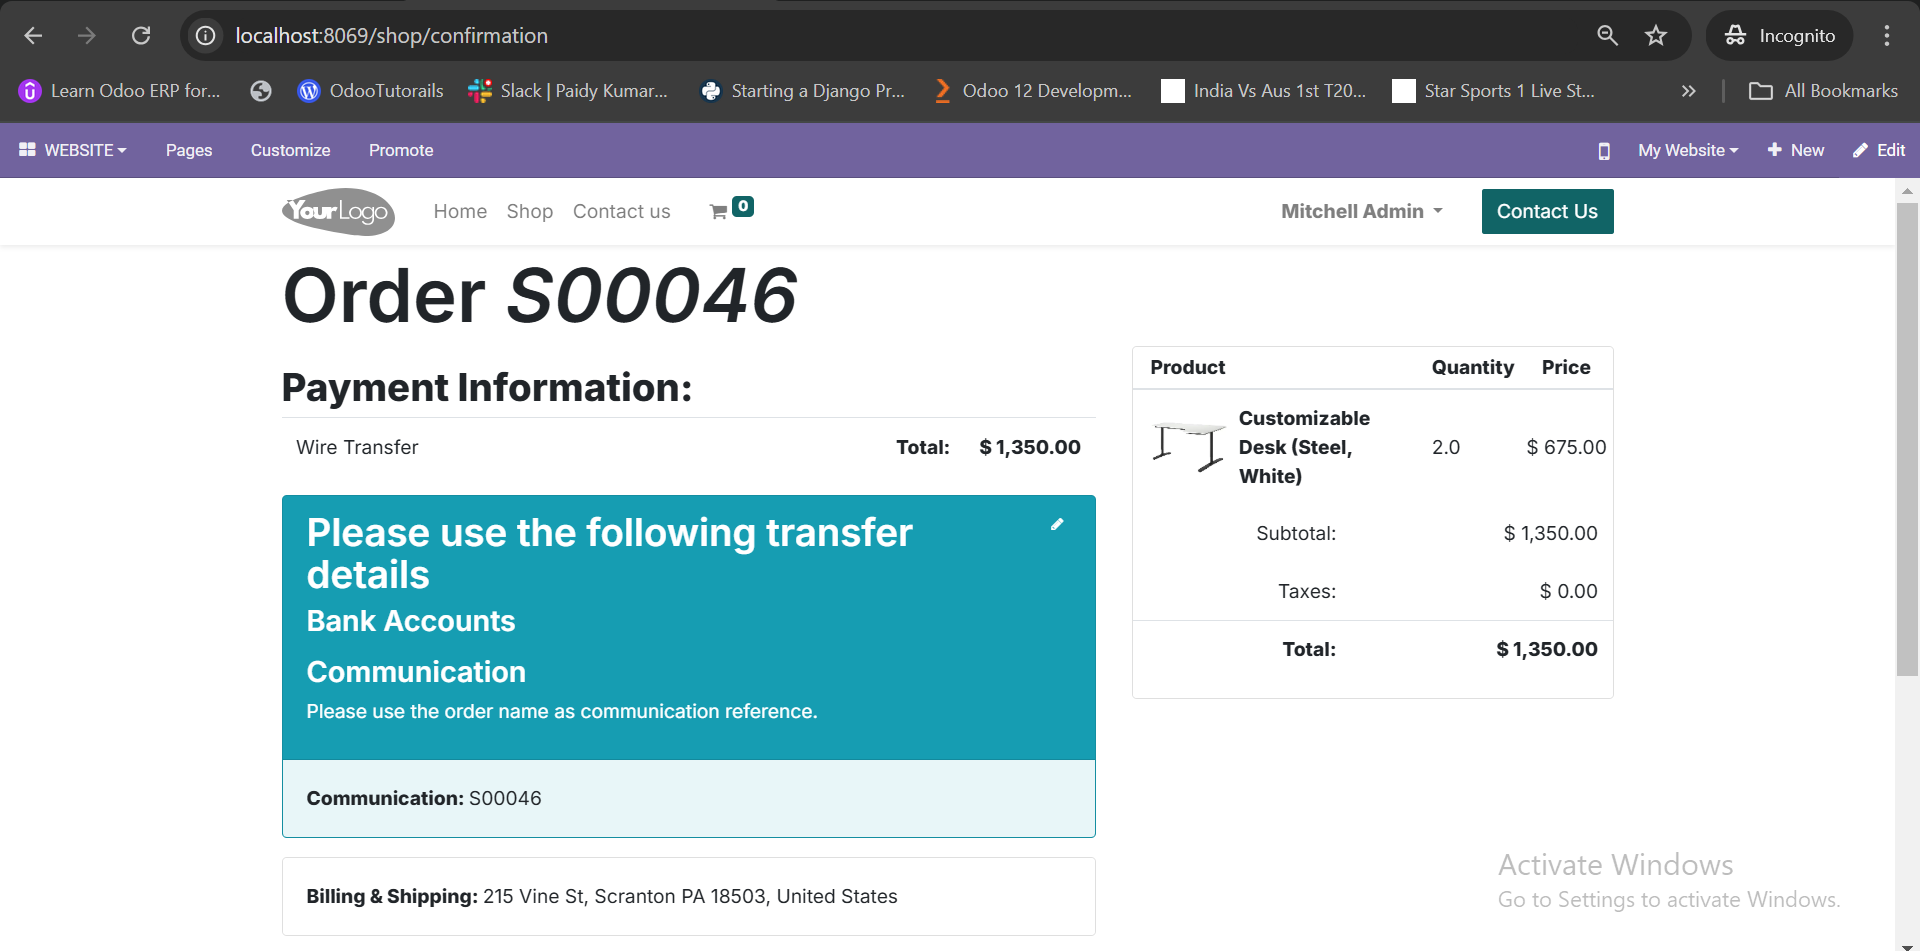 localhost:8069/shop/confirmation
Incognito
Learn Odoo ERP for...
OdooTutorails
Slack | Paidy Kumar...
Starting a Django Pr...
Odoo 12 Developm...
India Vs Aus 1st T20...
Star Sports 1 Live St...
All Bookmarks
WEBSITE
Pages
Customize
Promote
My Website
New
Edit
YourLogo
Home
Shop
Contact us
0
Mitchell Admin
Contact Us
Order S00046
Payment Information:
Wire Transfer
Total: $ 1,350.00
Please use the following transfer
details
Bank Accounts
Communication
Please use the order name as communication reference.
Communication: S00046
Billing & Shipping: 215 Vine St, Scranton PA 18503, United States
Product Quantity Price
Customizable
Desk (Steel,
White)
2.0
$ 675.00
Subtotal: $ 1,350.00
Taxes: $ 0.00
Total: $ 1,350.00
Activate Windows
Go to Settings to activate Windows.